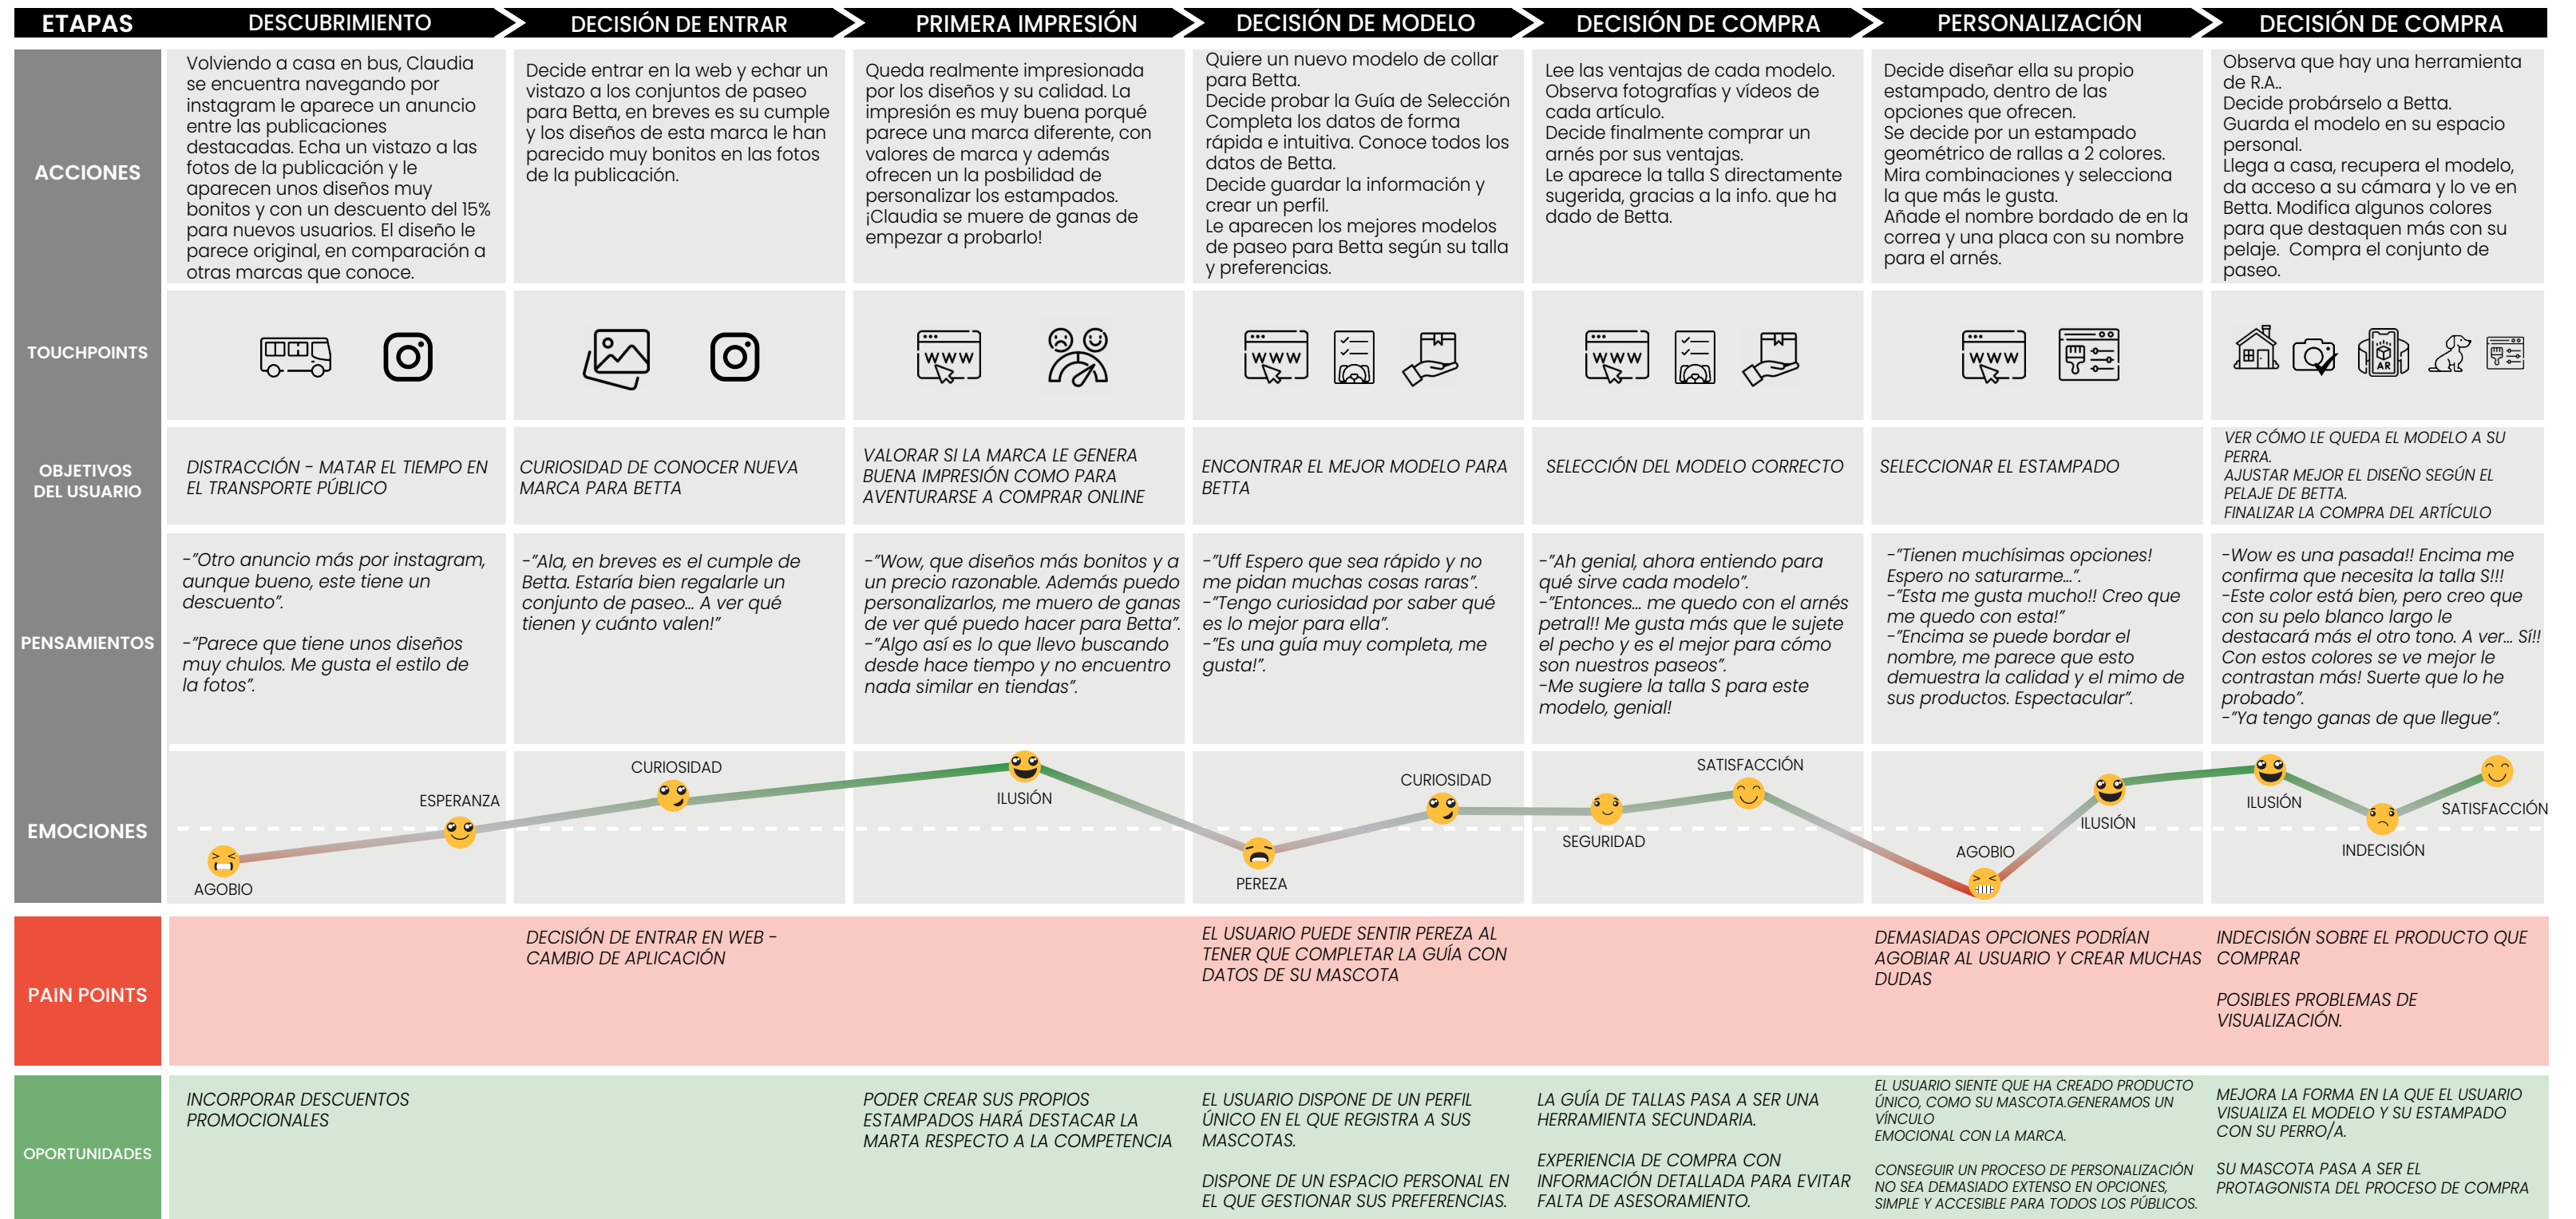 ETAPAS
DESCUBRIMIENTO
DECISIÓN DE ENTRAR
PRIMERA IMPRESIÓN
DECISIÓN DE MODELO
DECISIÓN DE COMPRA
PERSONALIZACIÓN
DECISIÓN DE COMPRA
ACCIONES
Volviendo a casa en bus, Claudia
se encuentra navegando por
instagram le aparece un anuncio
entre las publicaciones
destacadas. Echa un vistazo a las
fotos de la publicación y le
aparecen unos diseños muy
bonitos y con un descuento del 15%
para nuevos usuarios. El diseño le
parece original, en comparación a
otras marcas que conoce.
Decide entrar en la web y echar un
vistazo a los conjuntos de paseo
para Betta, en breves es su cumple
y los diseños de esta marca le han
parecido muy bonitos en las fotos
de la publicación.
Queda realmente impresionada
por los diseños y su calidad. La
impresión es muy buena porqué
parece una marca diferente, con
valores de marca y además
ofrecen un la posbilidad de
personalizar los estampados.
¡Claudia se muere de ganas de
empezar a probarlo!
Quiere un nuevo modelo de collar
para Betta.
Decide probar la Guía de Selección
Completa los datos de forma
rápida e intuitiva. Conoce todos los
datos de Betta.
Decide guardar la información y
crear un perfil.
Le aparecen los mejores modelos
de paseo para Betta según su talla
y preferencias.
Lee las ventajas de cada modelo.
Observa fotografías y vídeos de
cada artículo.
Decide finalmente comprar un
arnés por sus ventajas.
Le aparece la talla S directamente
sugerida, gracias a la info. que ha
dado de Betta.
Decide diseñar ella su propio
estampado, dentro de las
opciones que ofrecen.
Se decide por un estampado
geométrico de rallas a 2 colores.
Mira combinaciones y selecciona
la que más le gusta.
Añade el nombre bordado de en la
correa y una placa con su nombre
para el arnés.
Observa que hay una herramienta
de R.A..
Decide probárselo a Betta.
Guarda el modelo en su espacio
personal.
Llega a casa, recupera el modelo,
da acceso a su cámara y lo ve en
Betta. Modifica algunos colores
para que destaquen más con su
pelaje. Compra el conjunto de
paseo.
TOUCHPOINTS
WWW
WWW
WWW
WWW
AR
OBJETIVOS
DEL USUARIO
DISTRACCIÓN - MATAR EL TIEMPO EN
EL TRANSPORTE PÚBLICO
CURIOSIDAD DE CONOCER NUEVA
MARCA PARA BETTA
VALORAR SI LA MARCA LE GENERA
BUENA IMPRESIÓN COMO PARA
AVENTURARSE A COMPRAR ONLINE
ENCONTRAR EL MEJOR MODELO PARA
BETTA
SELECCIÓN DEL MODELO CORRECTO
SELECCIONAR EL ESTAMPADO
VER CÓMO LE QUEDA EL MODELO A SU
PERRA.
AJUSTAR MEJOR EL DISEÑO SEGÚN EL
PELAJE DE BETTA.
FINALIZAR LA COMPRA DEL ARTÍCULO
PENSAMIENTOS
-"Otro anuncio más por instagram,
aunque bueno, este tiene un
descuento".
-"Parece que tiene unos diseños
muy chulos. Me gusta el estilo de
la fotos".
-"Ala, en breves es el cumple de
Betta. Estaría bien regalarle un
conjunto de paseo... A ver qué
tienen y cuánto valen!"
-"Wow, que diseños más bonitos y a
un precio razonable. Además puedo
personalizarlos, me muero de ganas
de ver qué puedo hacer para Betta".
-"Algo así es lo que llevo buscando
desde hace tiempo y no encuentro
nada similar en tiendas".
-"Uff Espero que sea rápido y no
me pidan muchas cosas raras".
-"Tengo curiosidad por saber qué
es lo mejor para ella".
-"Es una guía muy completa, me
gusta!".
-"Ah genial, ahora entiendo para
qué sirve cada modelo".
-"Entonces... me quedo con el arnés
petral!! Me gusta más que le sujete
el pecho y es el mejor para cómo
son nuestros paseos".
-Me sugiere la talla S para este
modelo, genial!
-"Tienen muchísimas opciones!
Espero no saturarme...".
-"Esta me gusta mucho!! Creo que
me quedo con esta!"
-"Encima se puede bordar el
nombre, me parece que esto
demuestra la calidad y el mimo de
sus productos. Espectacular".
-Wow es una pasada!! Encima me
confirma que necesita la talla S!!!
-Este color está bien, pero creo que
con su pelo blanco largo le
destacará más el otro tono. A ver... Sí!!
Con estos colores se ve mejor le
contrastan más! Suerte que lo he
probado".
-"Ya tengo ganas de que llegue".
EMOCIONES
AGOBIO
ESPERANZA
CURIOSIDAD
ILUSIÓN
PEREZA
CURIOSIDAD
SEGURIDAD
SATISFACCIÓN
AGOBIO
ILUSIÓN
ILUSIÓN
INDECISIÓN
SATISFACCIÓN
PAIN POINTS
DECISIÓN DE ENTRAR EN WEB -
CAMBIO DE APLICACIÓN
EL USUARIO PUEDE SENTIR PEREZA AL
TENER QUE COMPLETAR LA GUÍA CON
DATOS DE SU MASCOTA
DEMASIADAS OPCIONES PODRÍAN
AGOBIAR AL USUARIO Y CREAR MUCHAS
DUDAS
INDECISIÓN SOBRE EL PRODUCTO QUE
COMPRAR
POSIBLES PROBLEMAS DE
VISUALIZACIÓN.
OPORTUNIDADES
INCORPORAR DESCUENTOS
PROMOCIONALES
PODER CREAR SUS PROPIOS
ESTAMPADOS HARÁ DESTACAR LA
MARTA RESPECTO A LA COMPETENCIA
EL USUARIO DISPONE DE UN PERFIL
ÚNICO EN EL QUE REGISTRA A SUS
MASCOTAS.
DISPONE DE UN ESPACIO PERSONAL EN
EL QUE GESTIONAR SUS PREFERENCIAS.
LA GUÍA DE TALLAS PASA A SER UNA
HERRAMIENTA SECUNDARIA.
EXPERIENCIA DE COMPRA CON
INFORMACIÓN DETALLADA PARA EVITAR
FALTA DE ASESORAMIENTO.
EL USUARIO SIENTE QUE HA CREADO PRODUCTO
ÚNICO, COMO SU MASCOTA.GENERAMOS UN
VÍNCULO
EMOCIONAL CON LA MARCA.
CONSEGUIR UN PROCESO DE PERSONALIZACIÓN
NO SEA DEMASIADO EXTENSO EN OPCIONES,
SIMPLE Y ACCESIBLE PARA TODOS LOS PÚBLICOS.
MEJORA LA FORMA EN LA QUE EL USUARIO
VISUALIZA EL MODELO Y SU ESTAMPADO
CON SU PERRO/A.
SU MASCOTA PASA A SER EL
PROTAGONISTA DEL PROCESO DE COMPRA